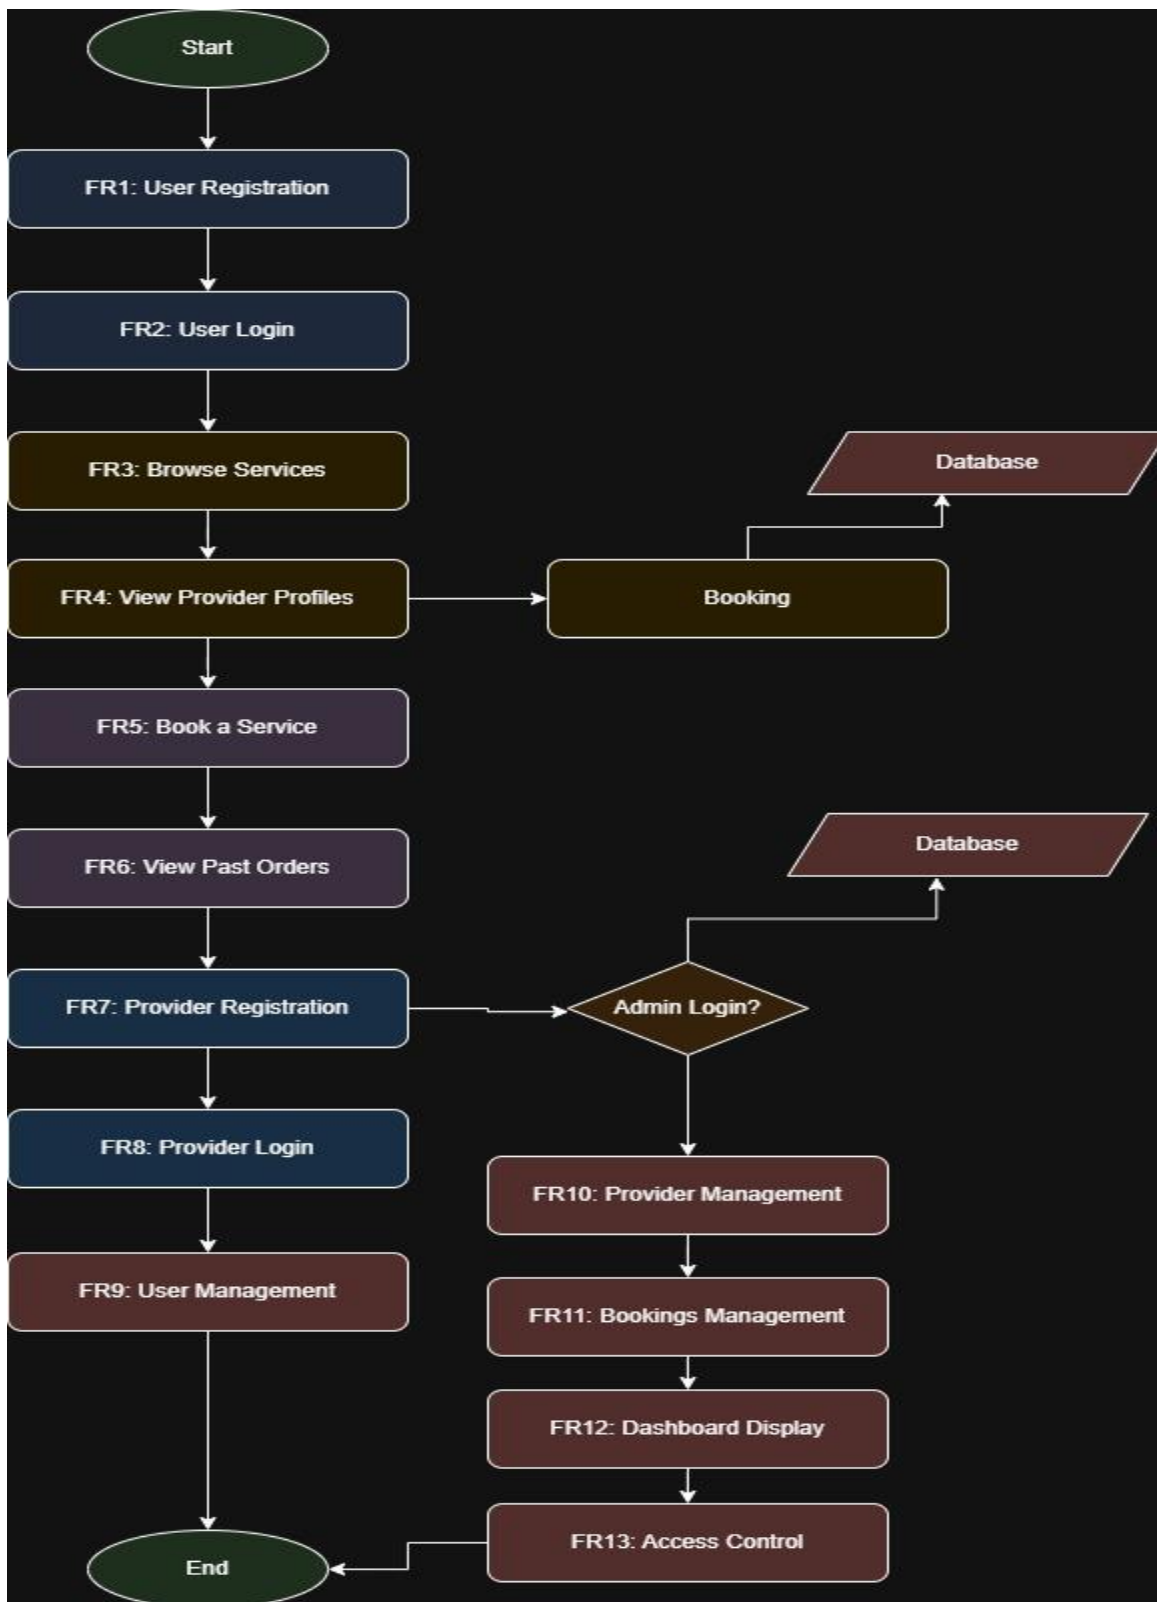 Start
FR1: User Registration
FR2: User Login
FR3: Browse Services
Database
FR4: View Provider Profiles
Booking
FR5: Book a Service
FR6: View Past Orders
Database
FR7: Provider Registration
Admin Login?
FR8: Provider Login
FR10: Provider Management
FR9: User Management
FR11: Bookings Management
FR12: Dashboard Display
FR13: Access Control
End